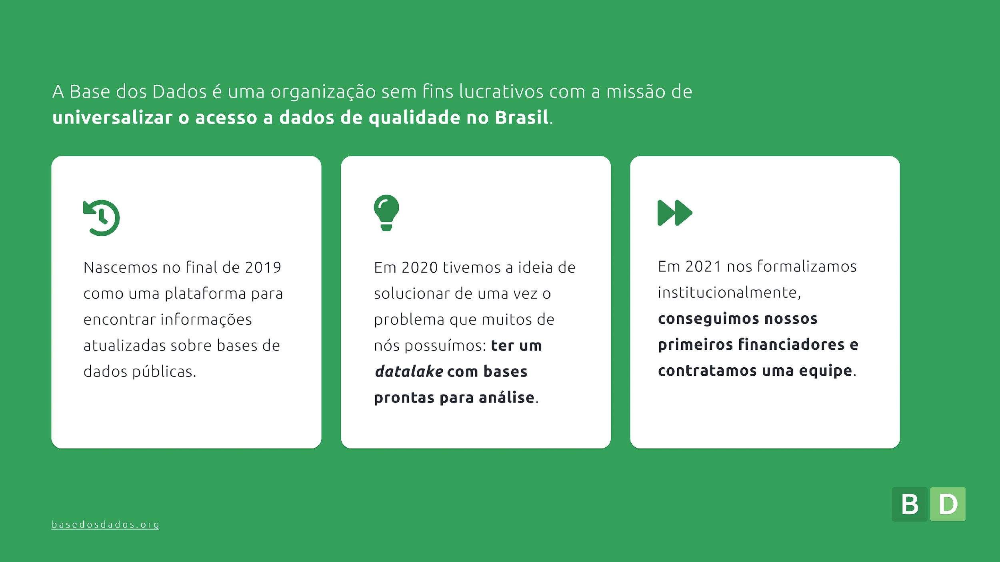 A Base dos Dados é uma organização sem fins lucrativos com a missão de
universalizar o acesso a dados de qualidade no Brasil.
Nascemos no final de 2019
como uma plataforma para
encontrar informações
atualizadas sobre bases de
dados públicas.
Em 2020 tivemos a ideia de
solucionar de uma vez o
problema que muitos de
nós possuímos: ter um
datalake com bases
prontas para análise.
Em 2021 nos formalizamos
institucionalmente,
conseguimos nossos
primeiros financiadores e
contratamos uma equipe.
basedosdados.org
B D